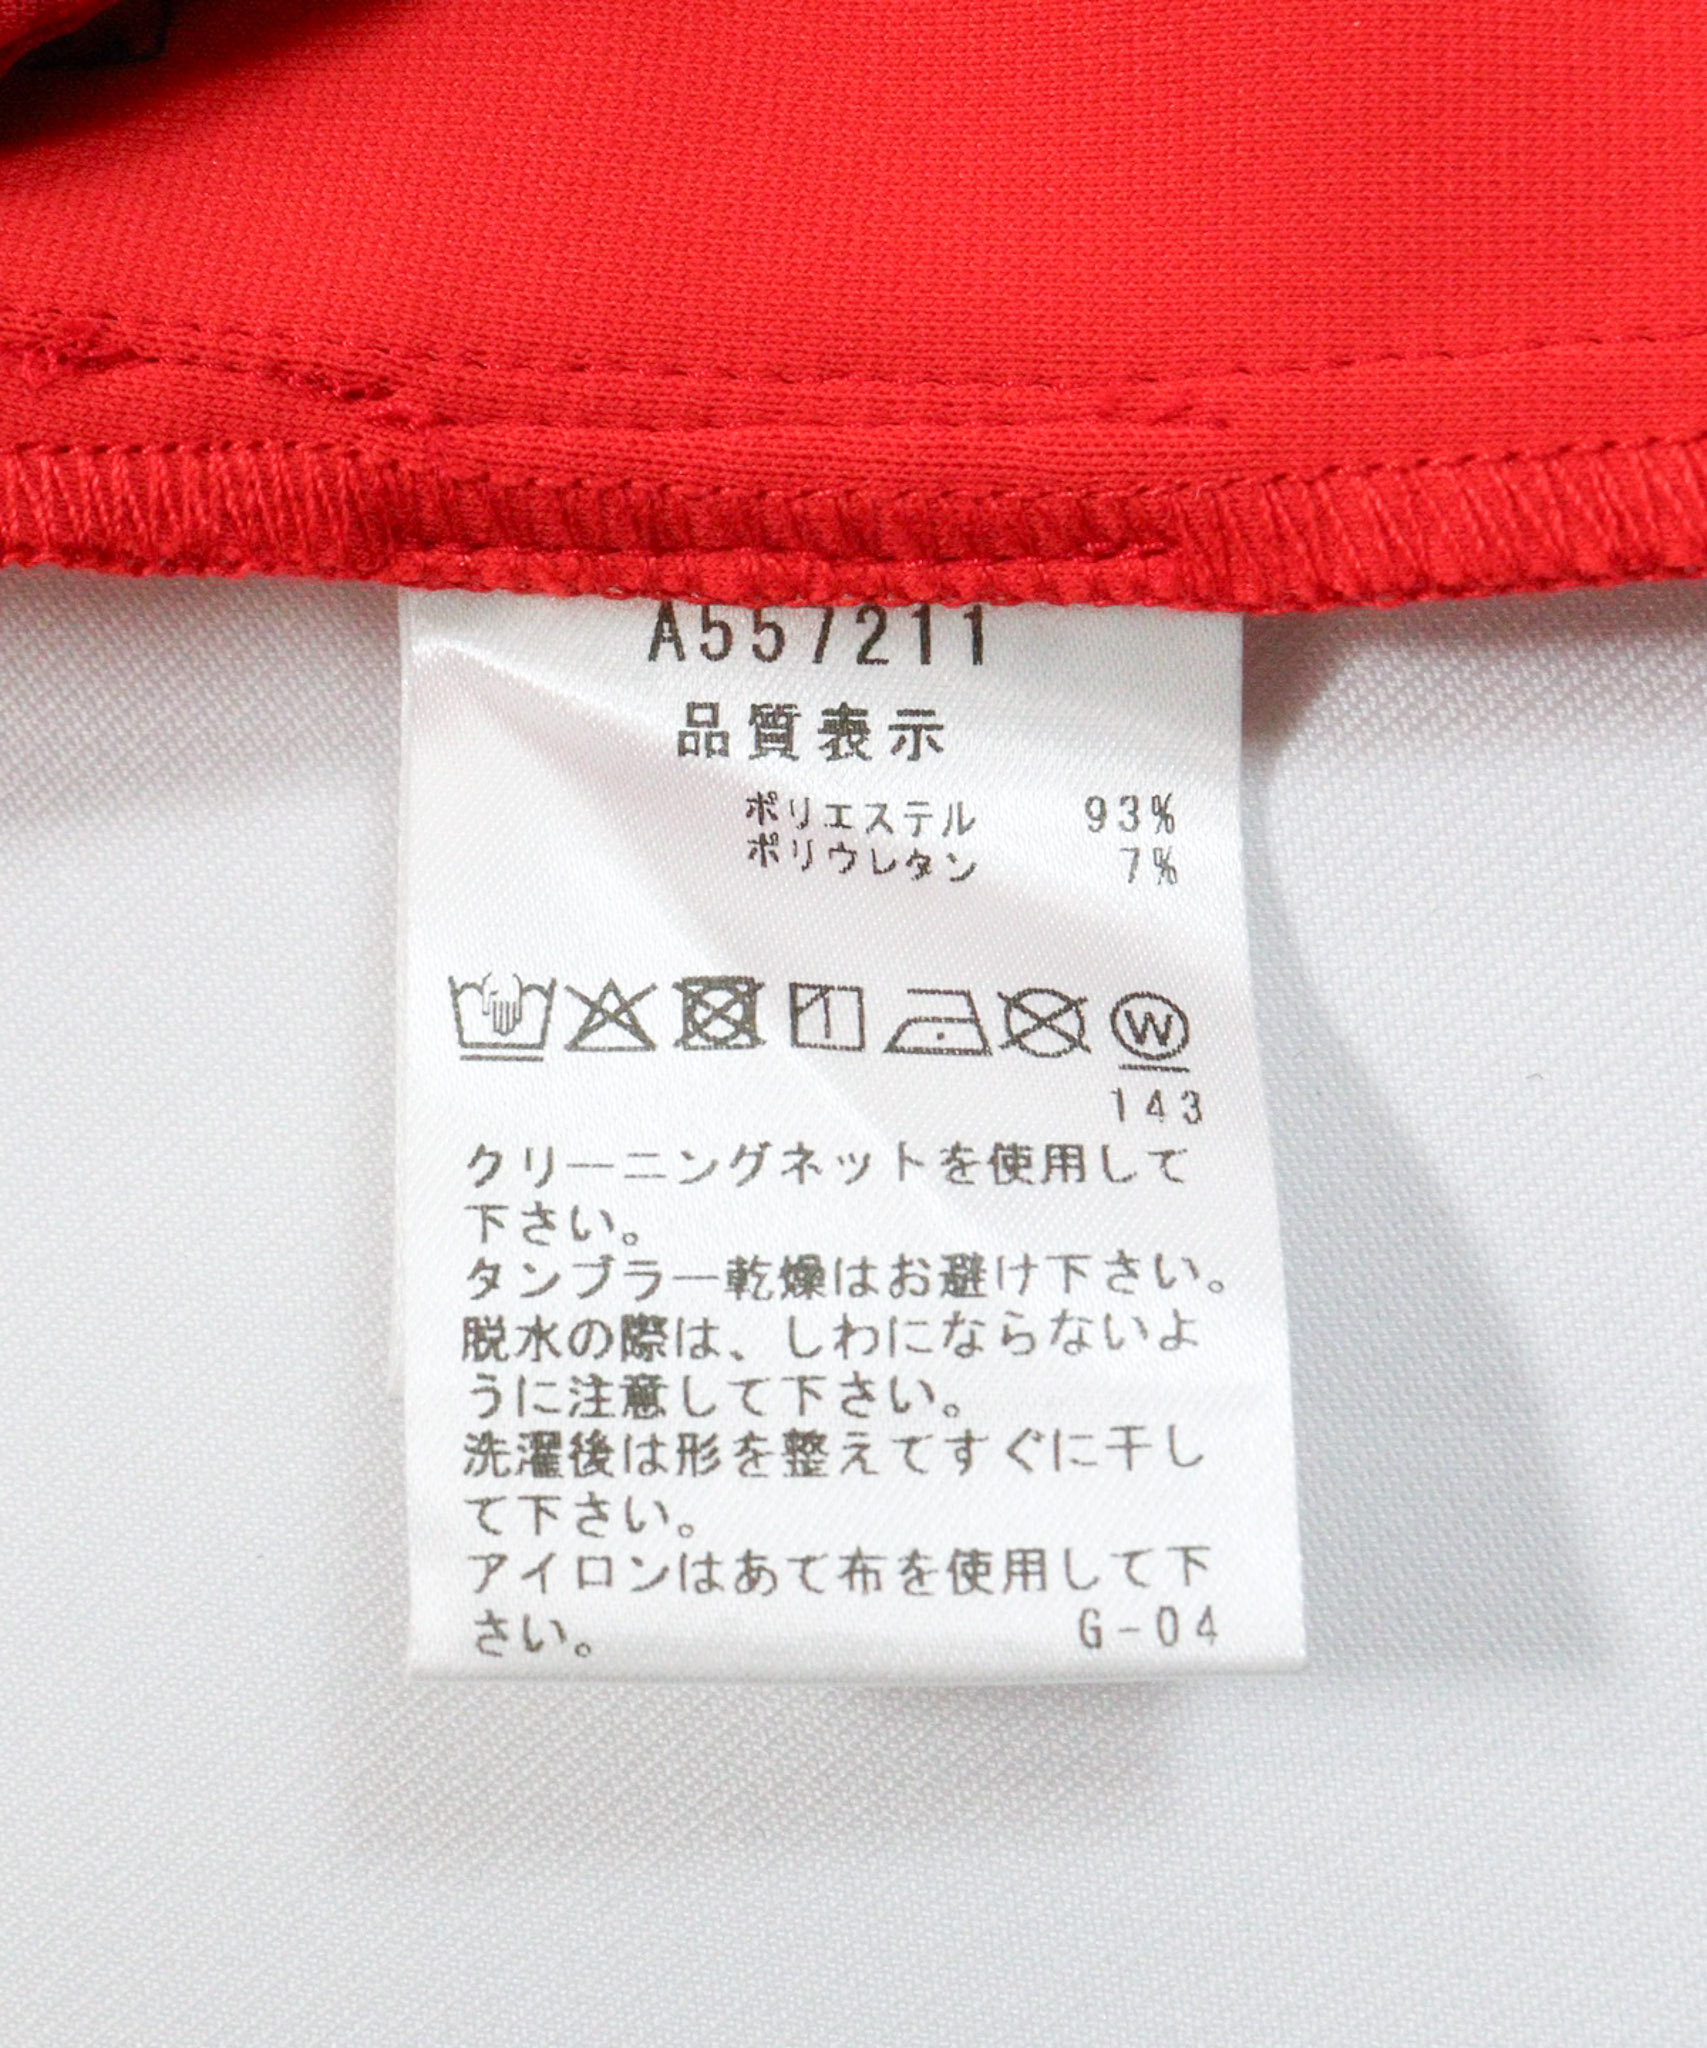 A557211
品質表示
ポリエステル 93%
ポリウレタン 7%
W
143
クリーニングネットを使用して
下さい。
タンブラー乾燥はお避け下さい。
脱水の際は、しわにならないよ
うに注意して下さい。
洗濯後は形を整えてすぐに干し
て下さい。
アイロンはあて布を使用して下
さい。 G-04